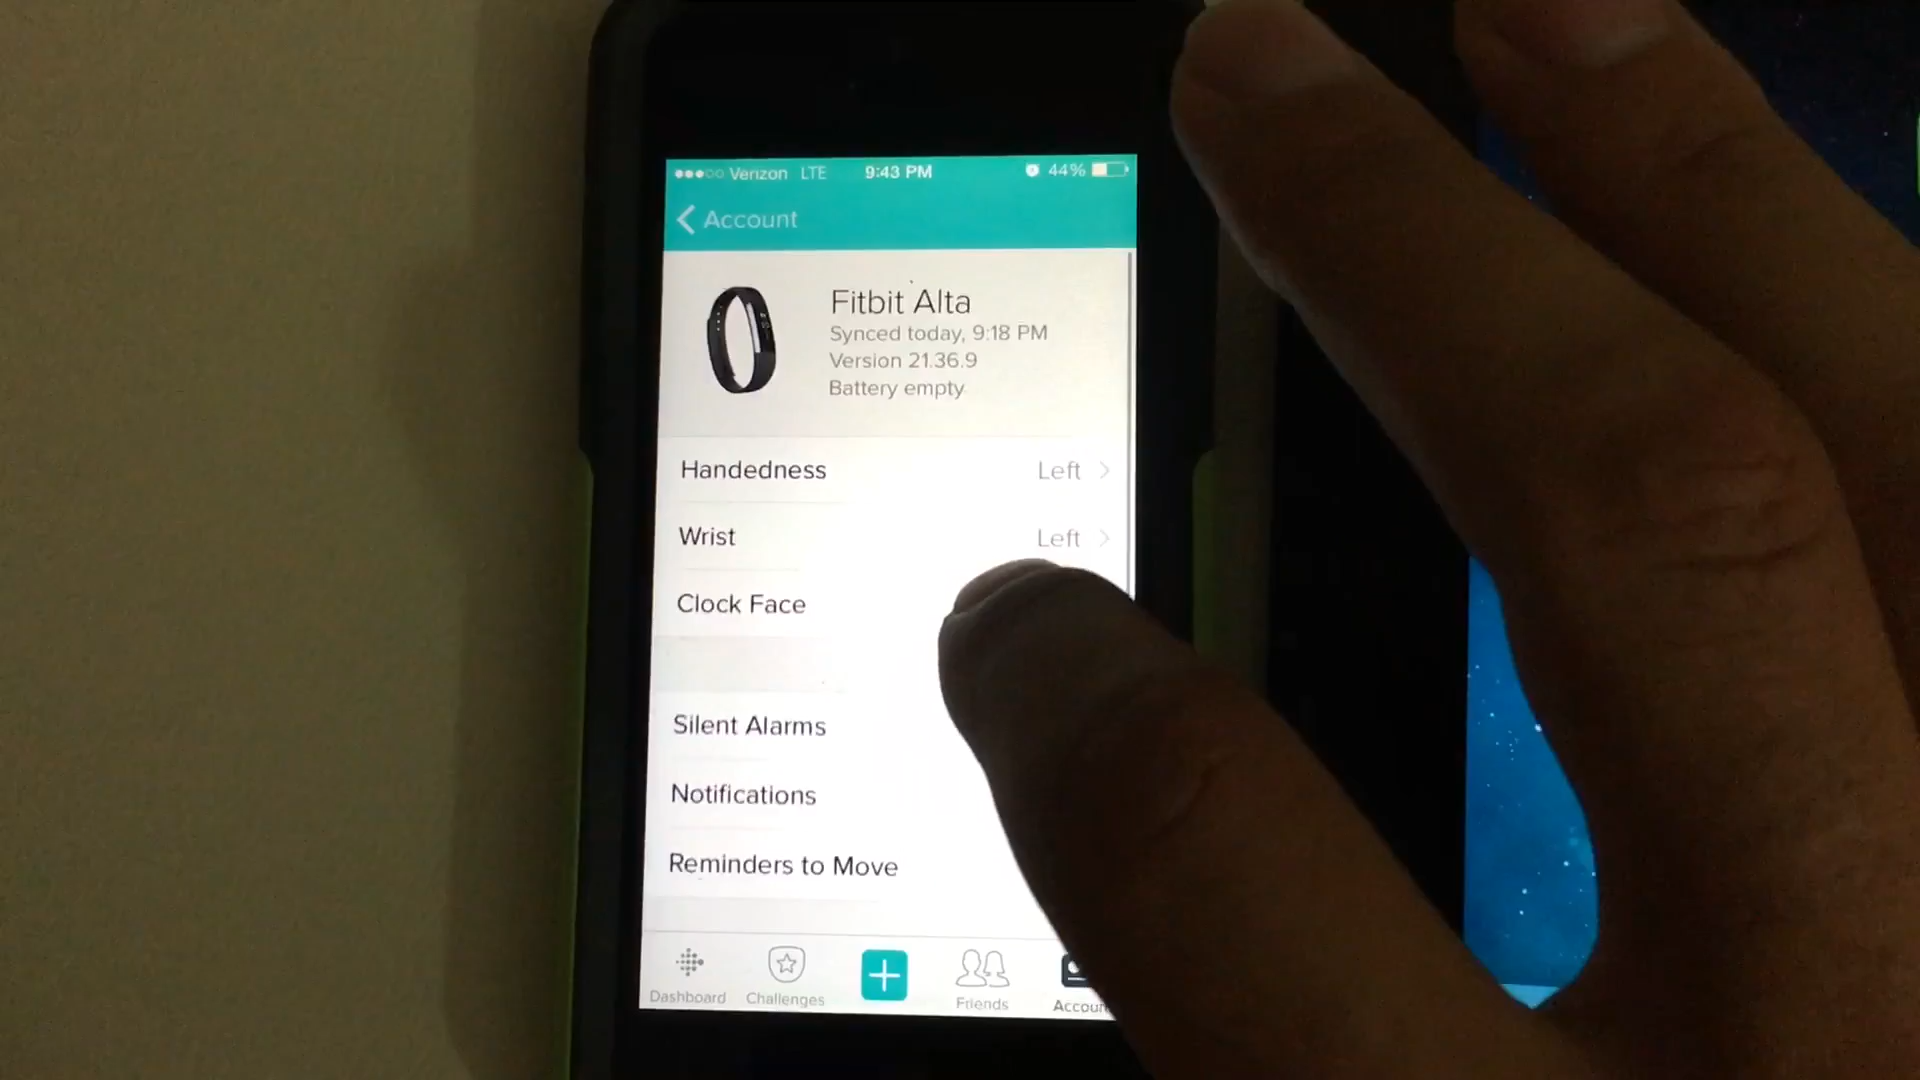 Verizon LTE 9:43 PM 44%
Account
Fitbit Alta
Synced today, 9:18 PM
Version 21.36.9
Battery empty
Handedness Left
Wrist Left
Clock Face
Silent Alarms
Notifications
Reminders to Move
Dashboard Challenges Friends Accoun